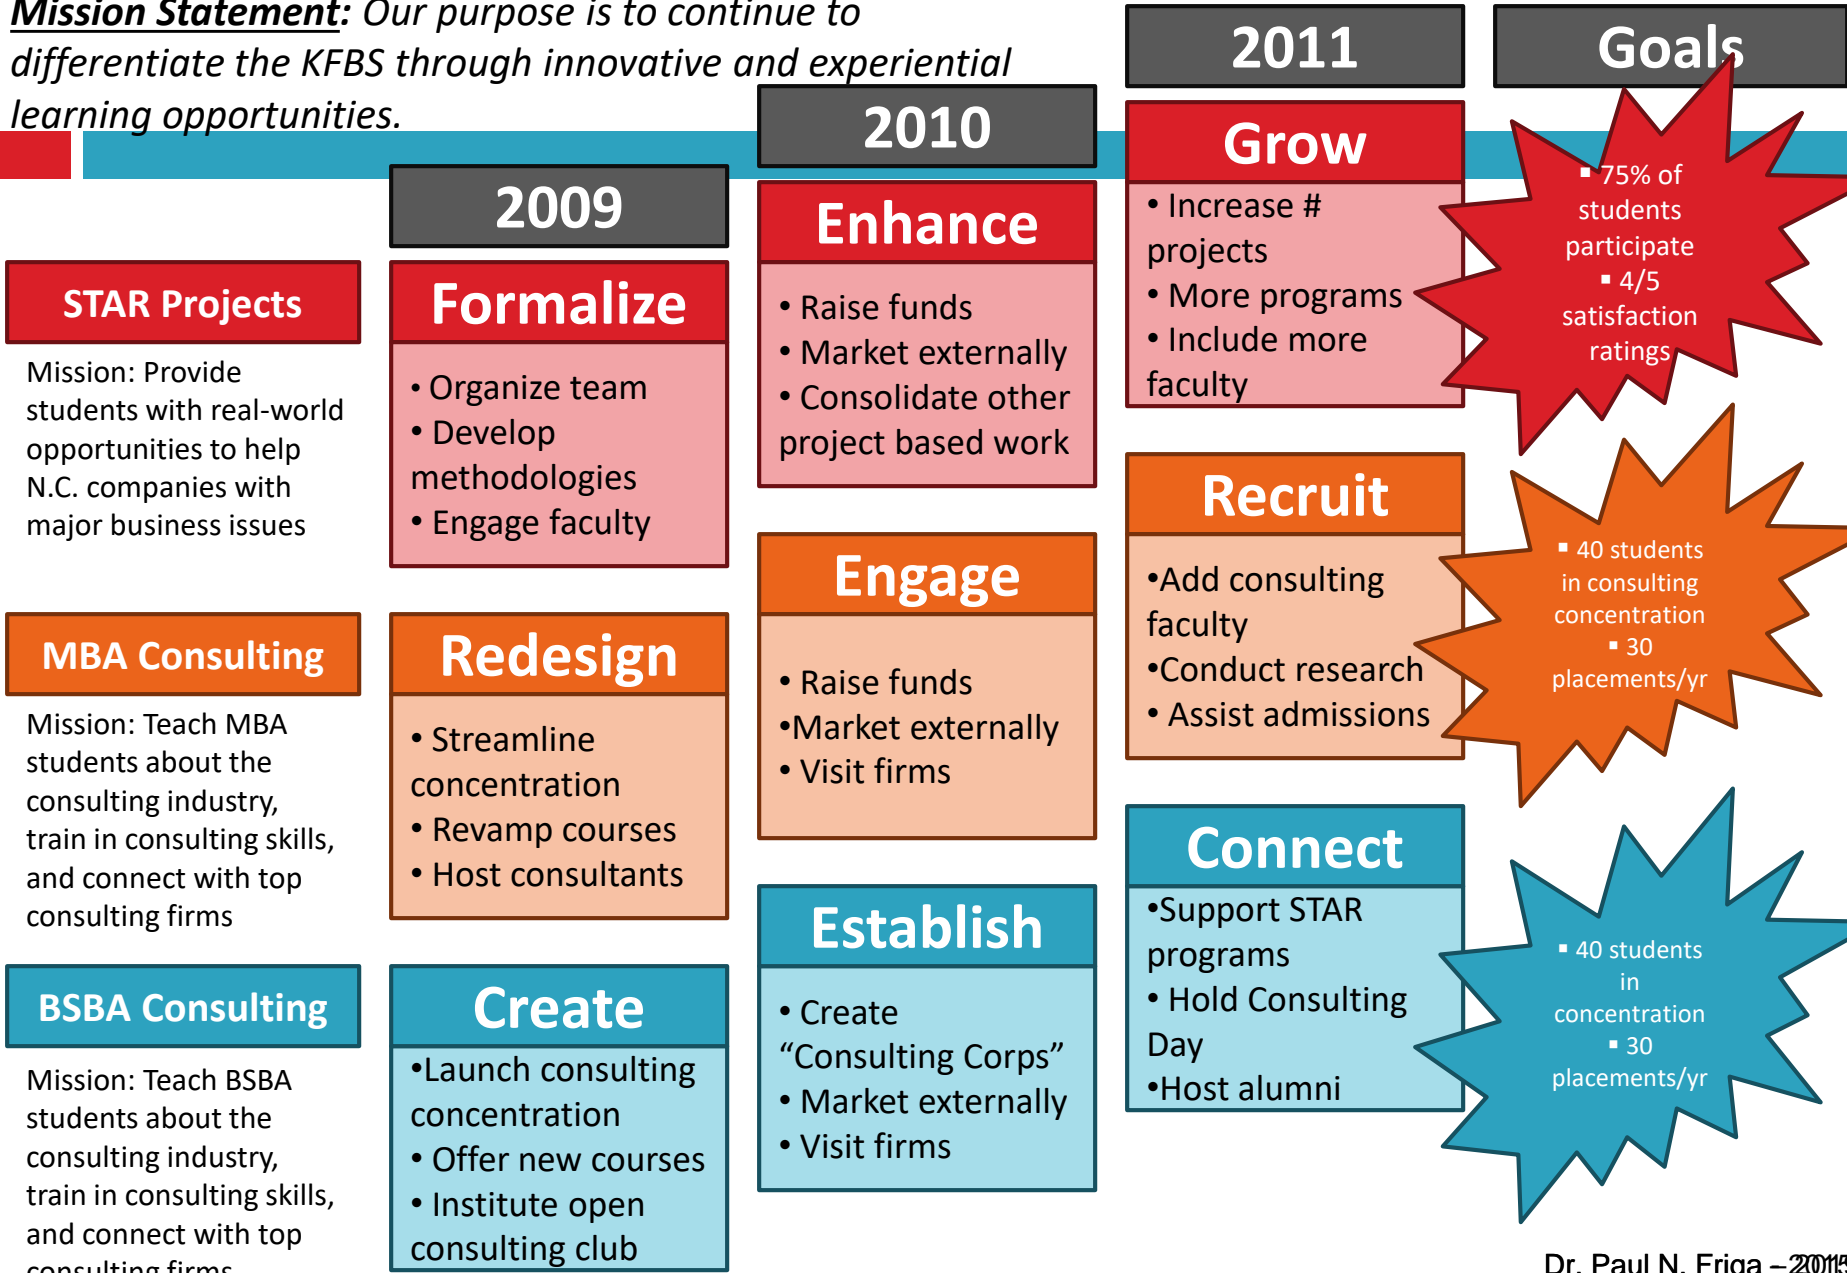 Mission Statement: Our purpose is to continue to
differentiate the KFBS through innovative and experiential
learning opportunities.
2009
2010
2011
Goals
STAR Projects
Mission: Provide
students with real-world
opportunities to help
N.C. companies with
major business issues
Formalize
• Organize team
• Develop
methodologies
• Engage faculty
Enhance
• Raise funds
• Market externally
• Consolidate other
project based work
Grow
• Increase #
projects
• More programs
• Include more
faculty
▪ 75% of
students
participate
▪ 4/5
satisfaction
ratings
MBA Consulting
Mission: Teach MBA
students about the
consulting industry,
train in consulting skills,
and connect with top
consulting firms
Redesign
• Streamline
concentration
• Revamp courses
• Host consultants
Engage
• Raise funds
•Market externally
• Visit firms
Recruit
•Add consulting
faculty
•Conduct research
• Assist admissions
▪ 40 students
in consulting
concentration
▪ 30
placements/yr
BSBA Consulting
Mission: Teach BSBA
students about the
consulting industry,
train in consulting skills,
and connect with top
consulting firms
Create
•Launch consulting
concentration
• Offer new courses
• Institute open
consulting club
Establish
• Create
“Consulting Corps”
• Market externally
• Visit firms
Connect
•Support STAR
programs
• Hold Consulting
Day
•Host alumni
▪ 40 students
in
concentration
▪ 30
placements/yr
Dr. Paul N. Friga –